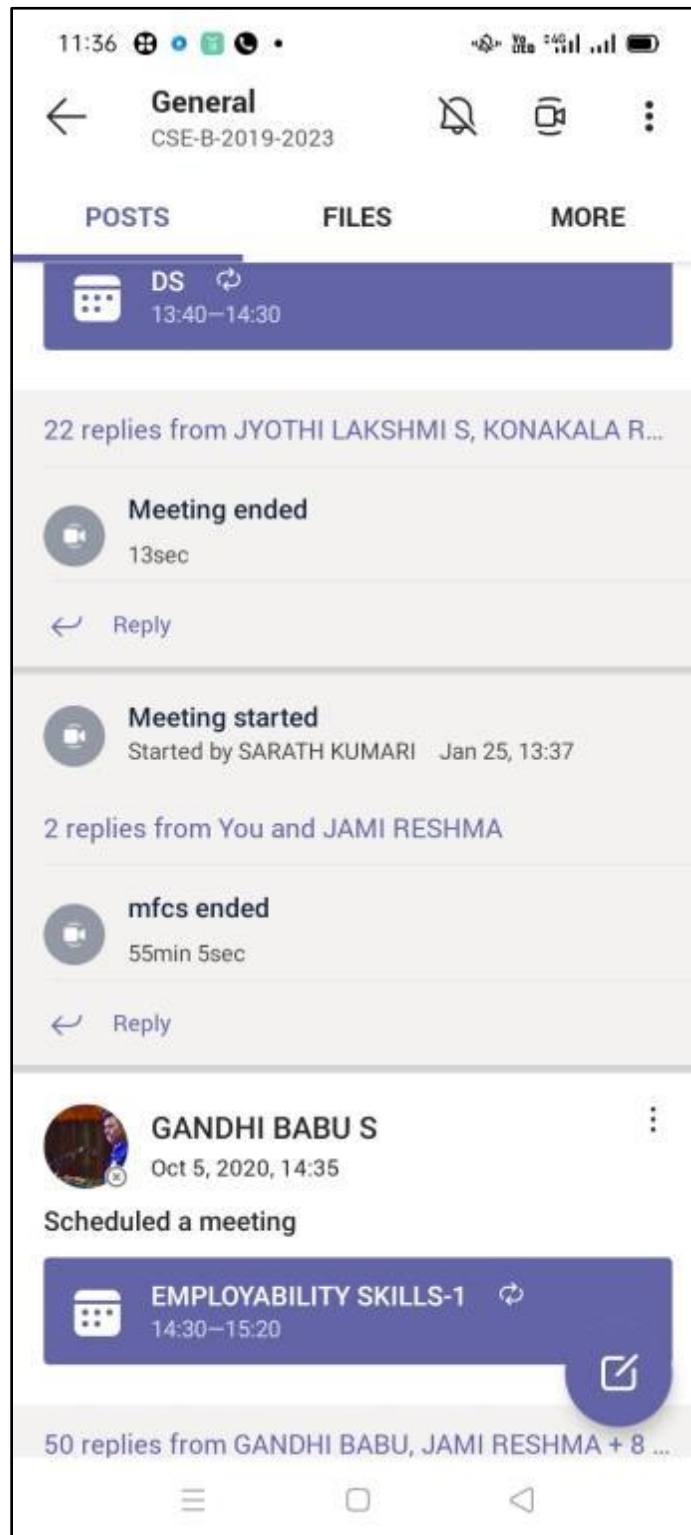 11:36
General
CSE-B-2019-2023
POSTS FILES MORE
DS
13:40—14:30
22 replies from JYOTHI LAKSHMI S, KONAKALA R...
Meeting ended
13sec
Reply
Meeting started
Started by SARATH KUMARI Jan 25, 13:37
2 replies from You and JAMI RESHMA
mfcs ended
55min 5sec
Reply
GANDHI BABU S
Oct 5, 2020, 14:35
Scheduled a meeting
EMPLOYABILITY SKILLS-1
14:30—15:20
50 replies from GANDHI BABU, JAMI RESHMA + 8 ...